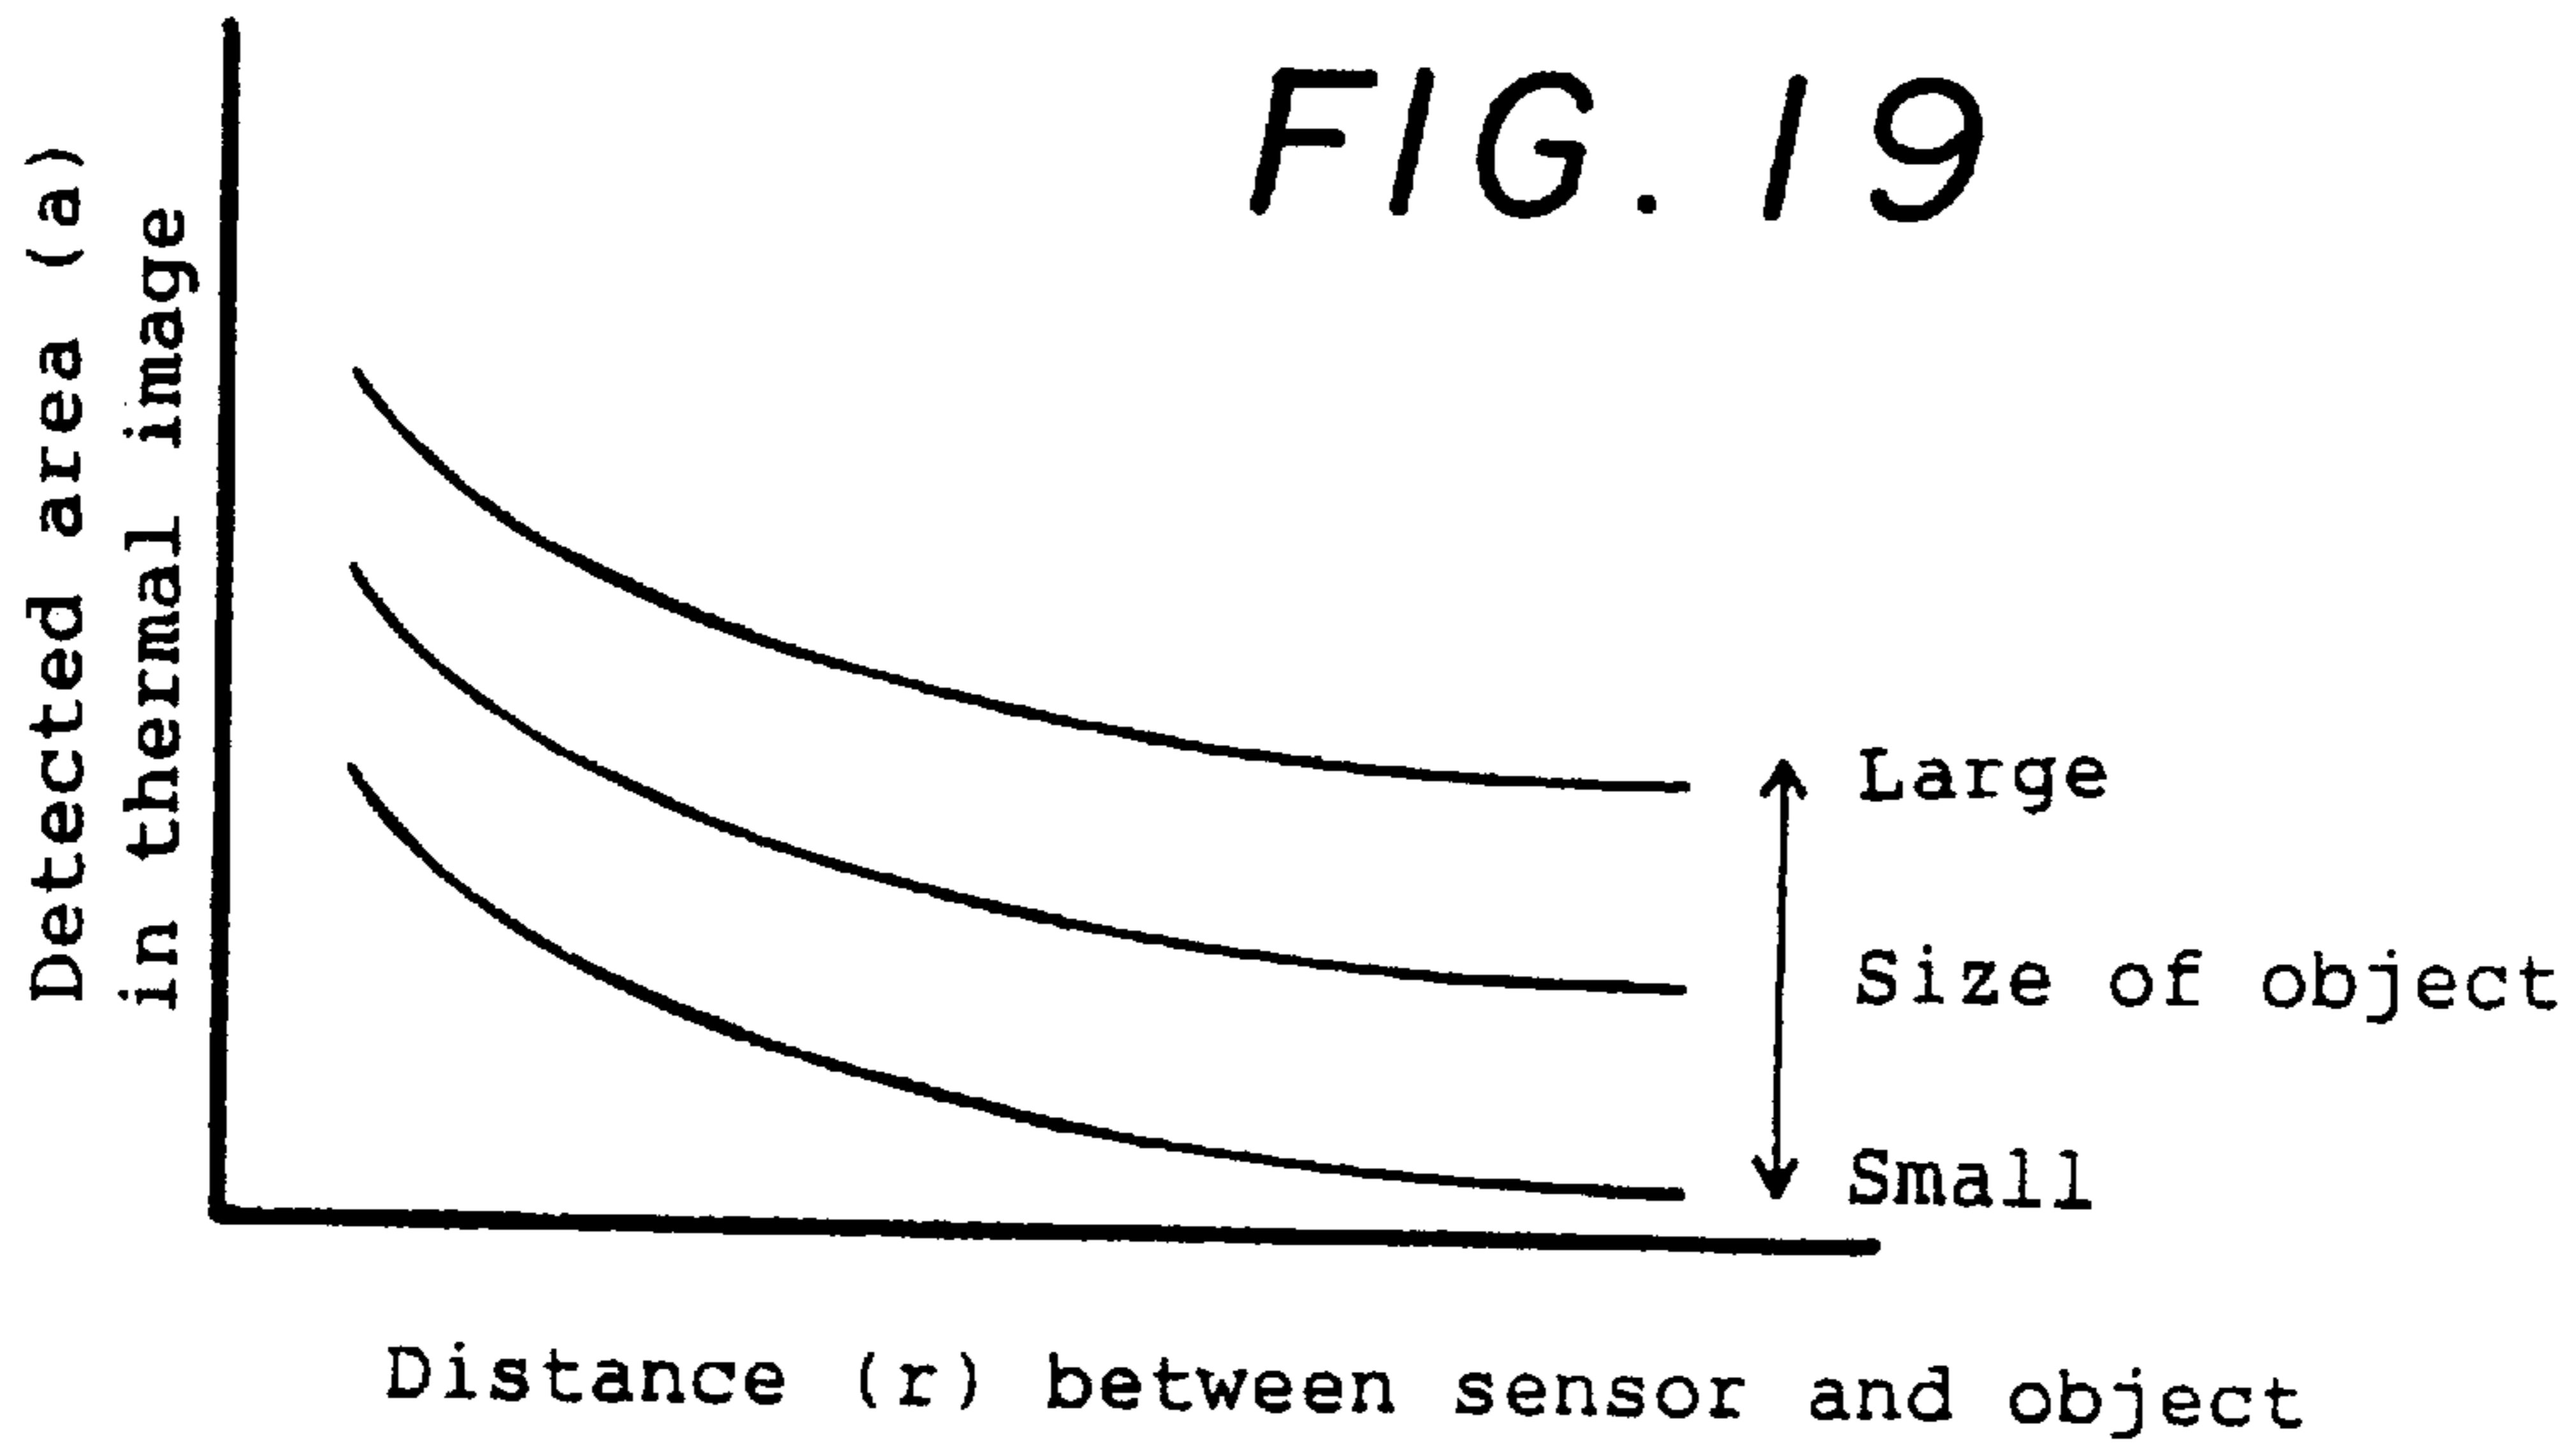 FIG. 19
Detected area (a)
in thermal image
Large
Size of object
Small
Distance (r) between sensor and object